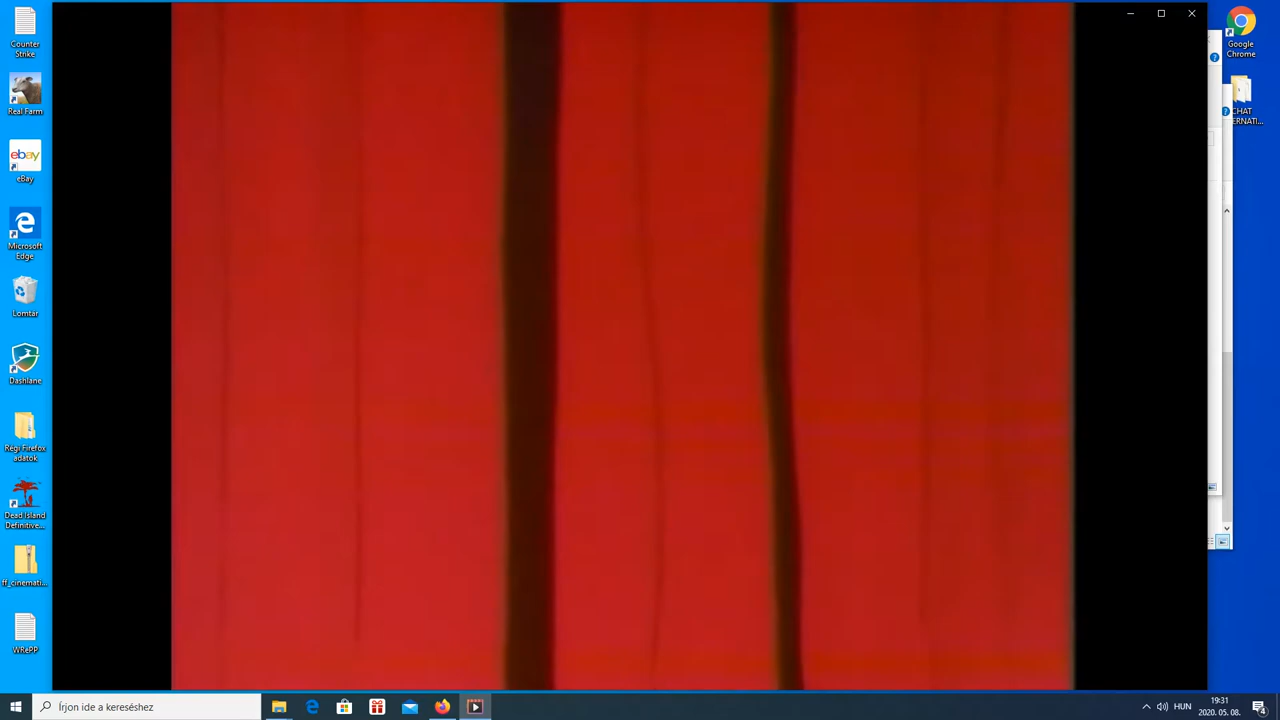 Counter
Strike
Real Farm
ebay
eBay
Microsoft
Edge
Lomtár
Dashlane
Régi Firefox
adatok
Dead Island
Definitive...
ff_cinemati...
WRePP
Google
Chrome
CHAT
Írjon ide a kereséshez
HUN
19:31
2020. 05. 08.
4